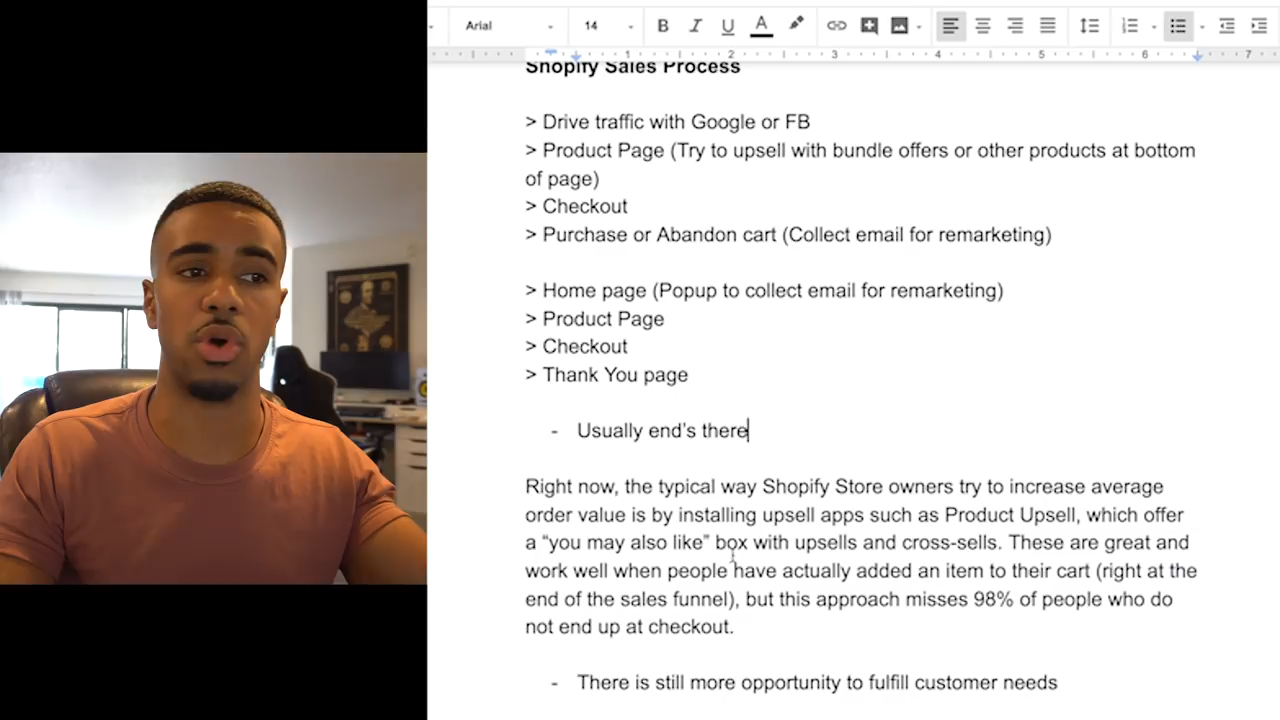 Arial
14
B I U A
1 2 3 4 5 6 7
Shopify Sales Process
> Drive traffic with Google or FB
> Product Page (Try to upsell with bundle offers or other products at bottom
of page)
> Checkout
> Purchase or Abandon cart (Collect email for remarketing)
> Home page (Popup to collect email for remarketing)
> Product Page
> Checkout
> Thank You page
- Usually end’s there
Right now, the typical way Shopify Store owners try to increase average
order value is by installing upsell apps such as Product Upsell, which offer
a “you may also like” box with upsells and cross-sells. These are great and
work well when people have actually added an item to their cart (right at the
end of the sales funnel), but this approach misses 98% of people who do
not end up at checkout.
- There is still more opportunity to fulfill customer needs